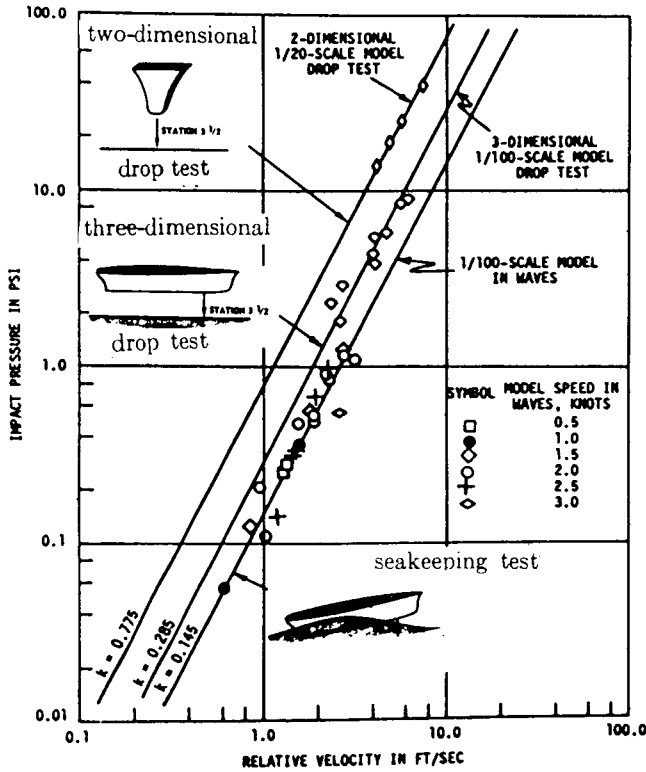 100.0
10.0
1.0
0.1
0.01
IMPACT PRESSURE IN PSI
two-dimensional
STATION 3 1/2
drop test
three-dimensional
STATION 3 1/2
drop test
2-DIMENSIONAL
1/20-SCALE MODEL
DROP TEST
3-DIMENSIONAL
1/100-SCALE MODEL
DROP TEST
1/100-SCALE MODEL
IN WAVES
SYMBOL MODEL SPEED IN
WAVES, KNOTS
0.5
1.0
1.5
2.0
2.5
3.0
seakeeping test
k = 0.775
k = 0.285
k = 0.145
0.1 1.0 10.0 100.0
RELATIVE VELOCITY IN FT/SEC